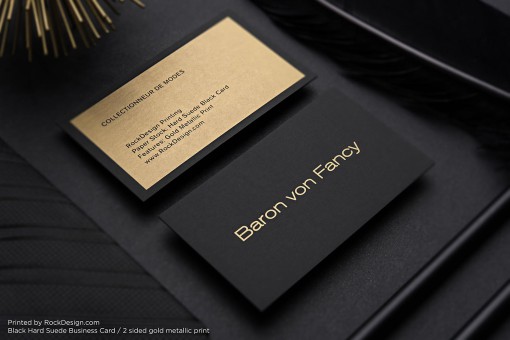 COLLECTIONNEUR DE MODES
RockDesign Printing
Paper Stock: Hard Suede Black Card
Features: Gold Metallic Print
www.RockDesign.com
Baron von Fancy
Printed by RockDesign.com
Black Hard Suede Business Card / 2 sided gold metallic print